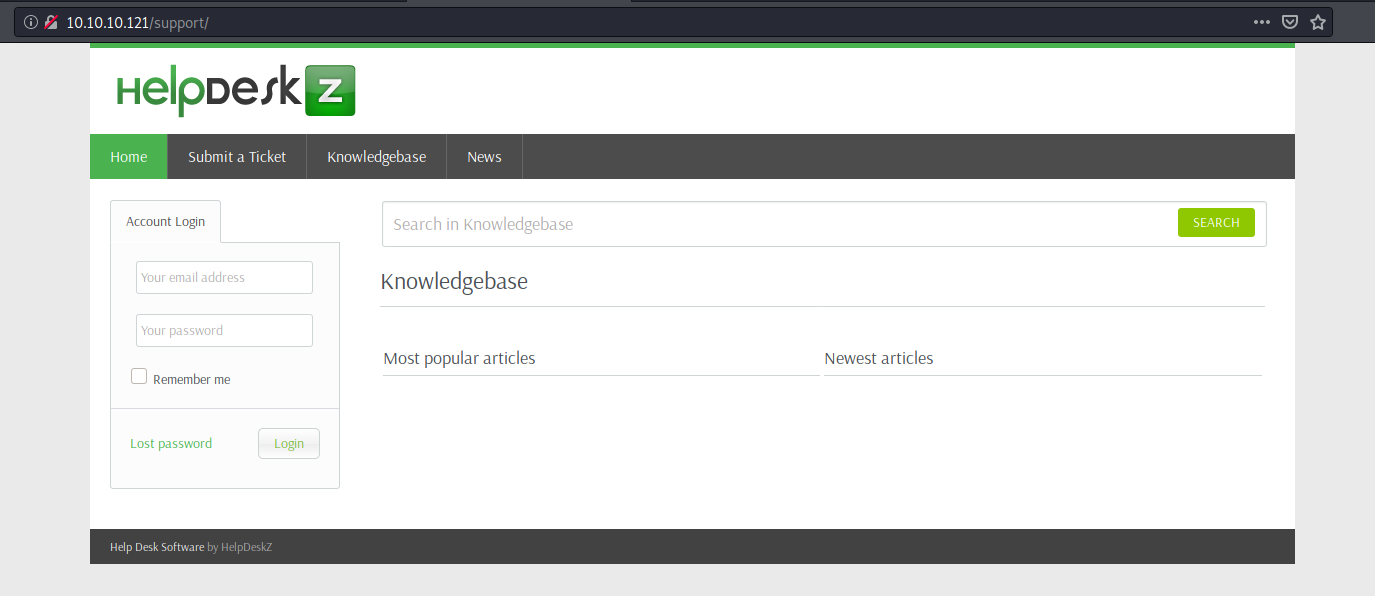 10.10.10.121/support/
HelpDesk Z
Home Submit a Ticket Knowledgebase News
Account Login
Your email address
Your password
Remember me
Lost password Login
Search in Knowledgebase SEARCH
Knowledgebase
Most popular articles Newest articles
Help Desk Software by HelpDeskZ